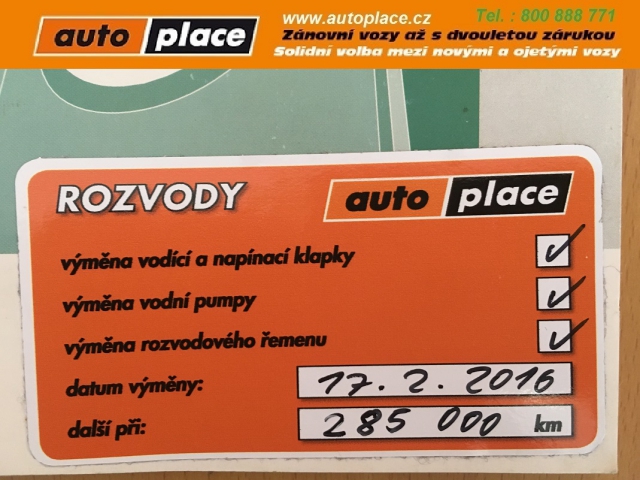 auto place
www.autoplace.cz
Tel. : 800 888 771
Zánovní vozy až s dvouletou zárukou
Solidní volba mezi novými a ojetými vozy
ROZVODY
auto place
výměna vodící a napínací klapky
výměna vodní pumpy
výměna rozvodového řemenu
datum výměny: 17. 2. 2016
další při: 285 000 km